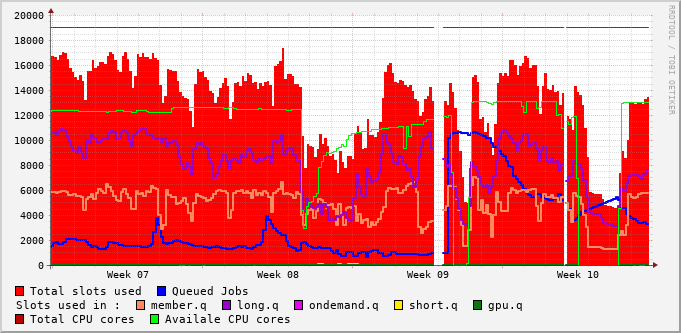 20000
18000
16000
14000
12000
10000
8000
6000
4000
2000
0
Week 07 Week 08 Week 09 Week 10
RRDTOOL / TOBI OETIKER
Total slots used Queued Jobs
Slots used in : member.q long.q ondemand.q short.q gpu.q
Total CPU cores Availale CPU cores